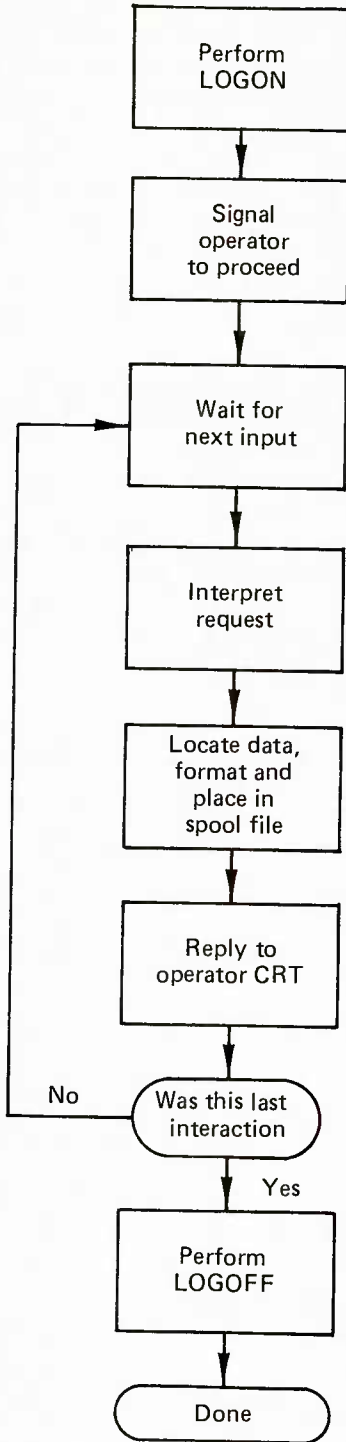 Perform
LOGON
Signal
operator
to proceed
Wait for
next input
Interpret
request
Locate data,
format and
place in
spool file
Reply to
operator CRT
No
Was this last
interaction
Yes
Perform
LOGOFF
Done